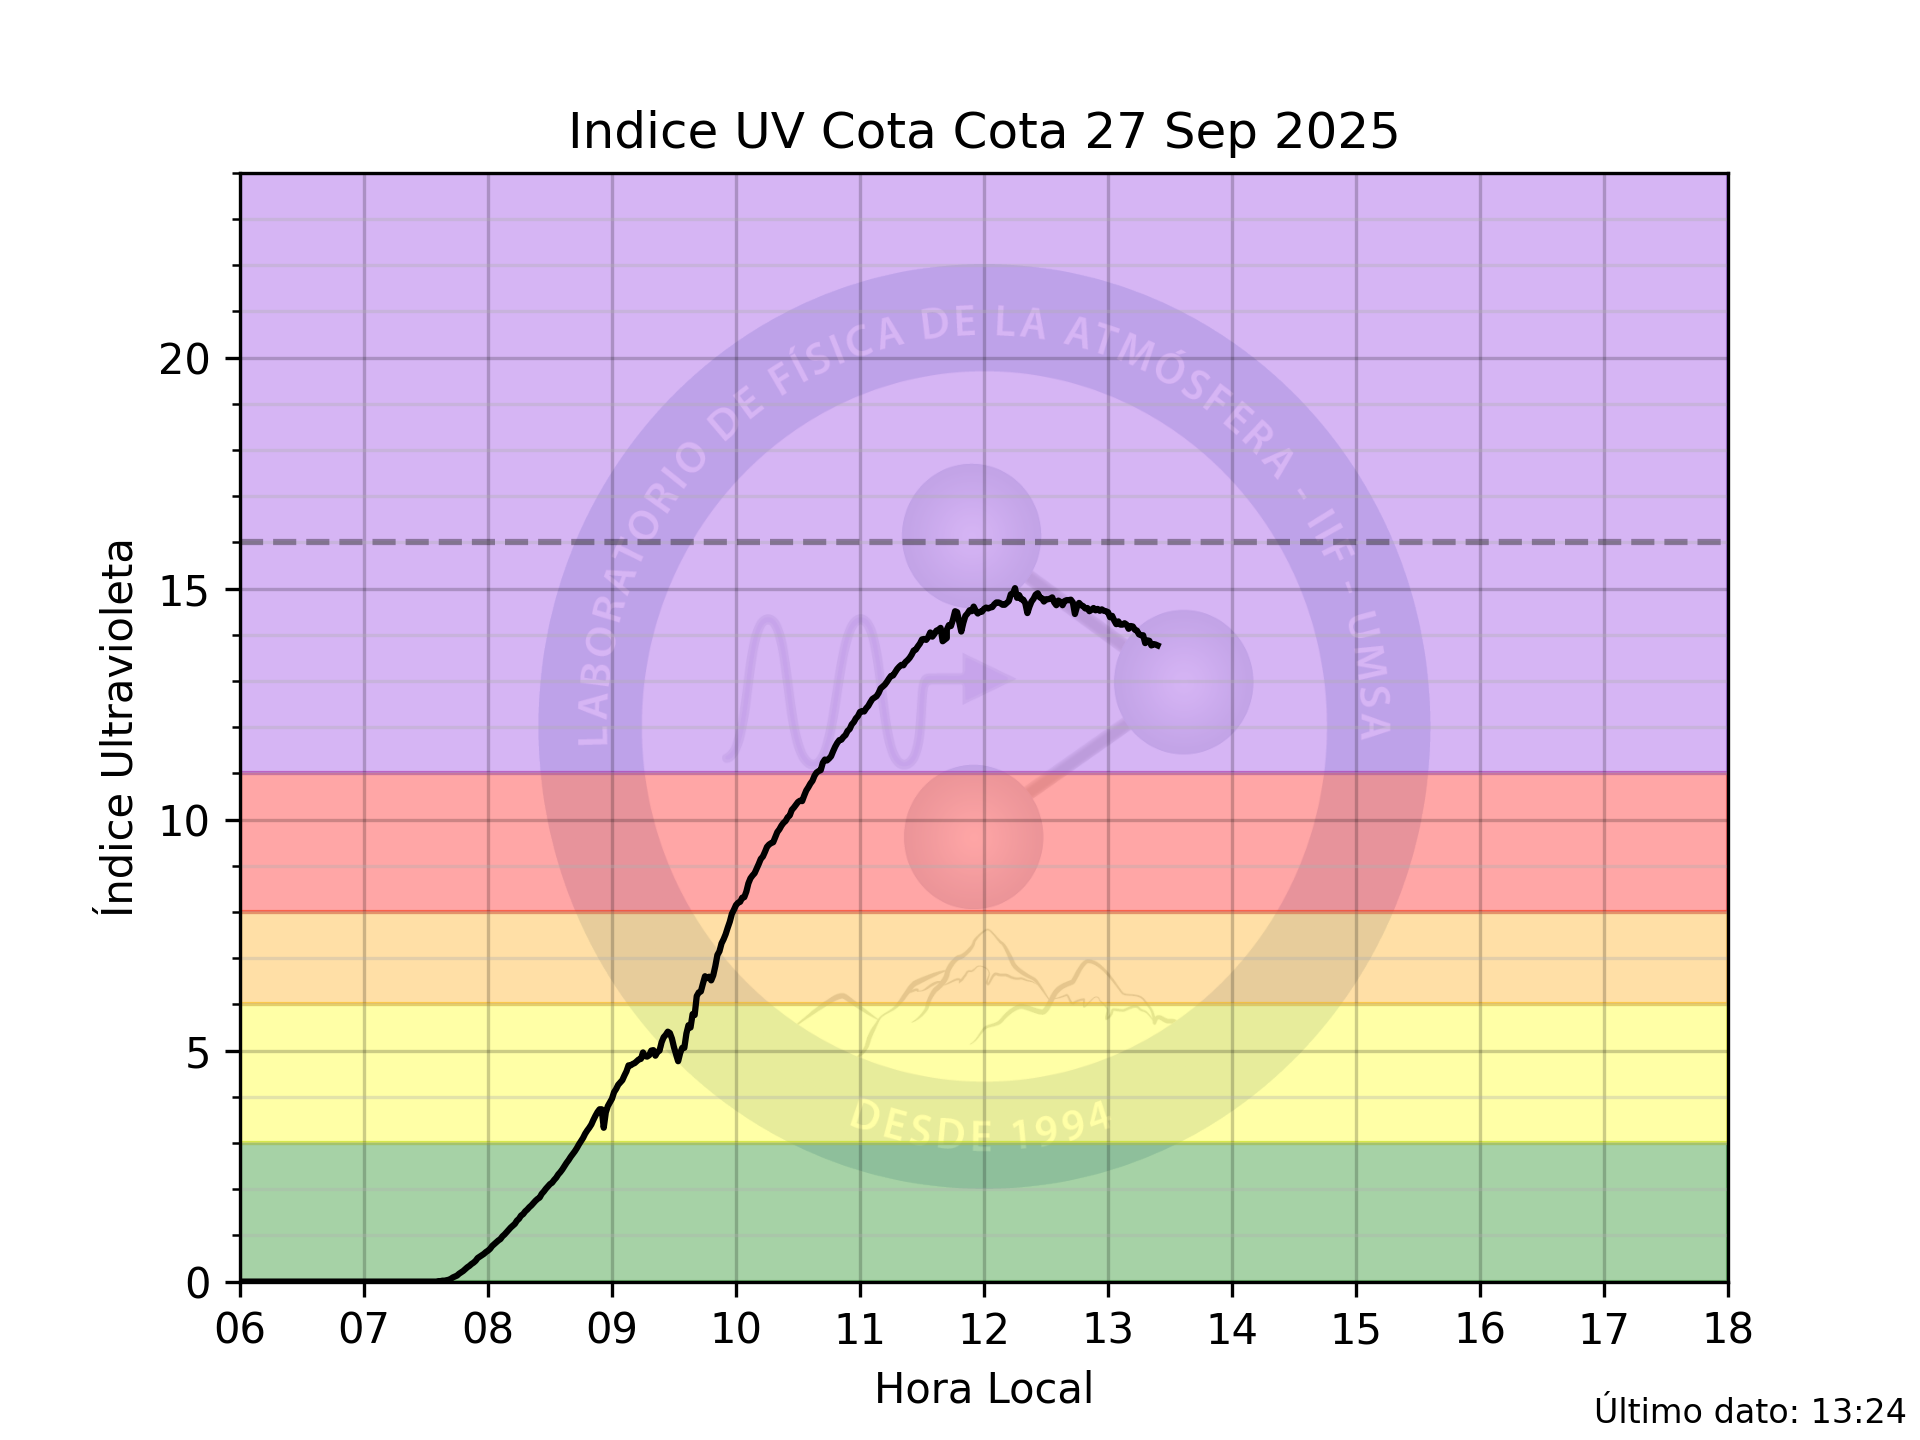 Indice UV Cota Cota 27 Sep 2025
LABORATORIO DE FÍSICA DE LA ATMÓSFERA - IIF - UMSA
DESDE 1994
Índice Ultravioleta
20
15
10
5
0
06 07 08 09 10 11 12 13 14 15 16 17 18
Hora Local
Último dato: 13:24